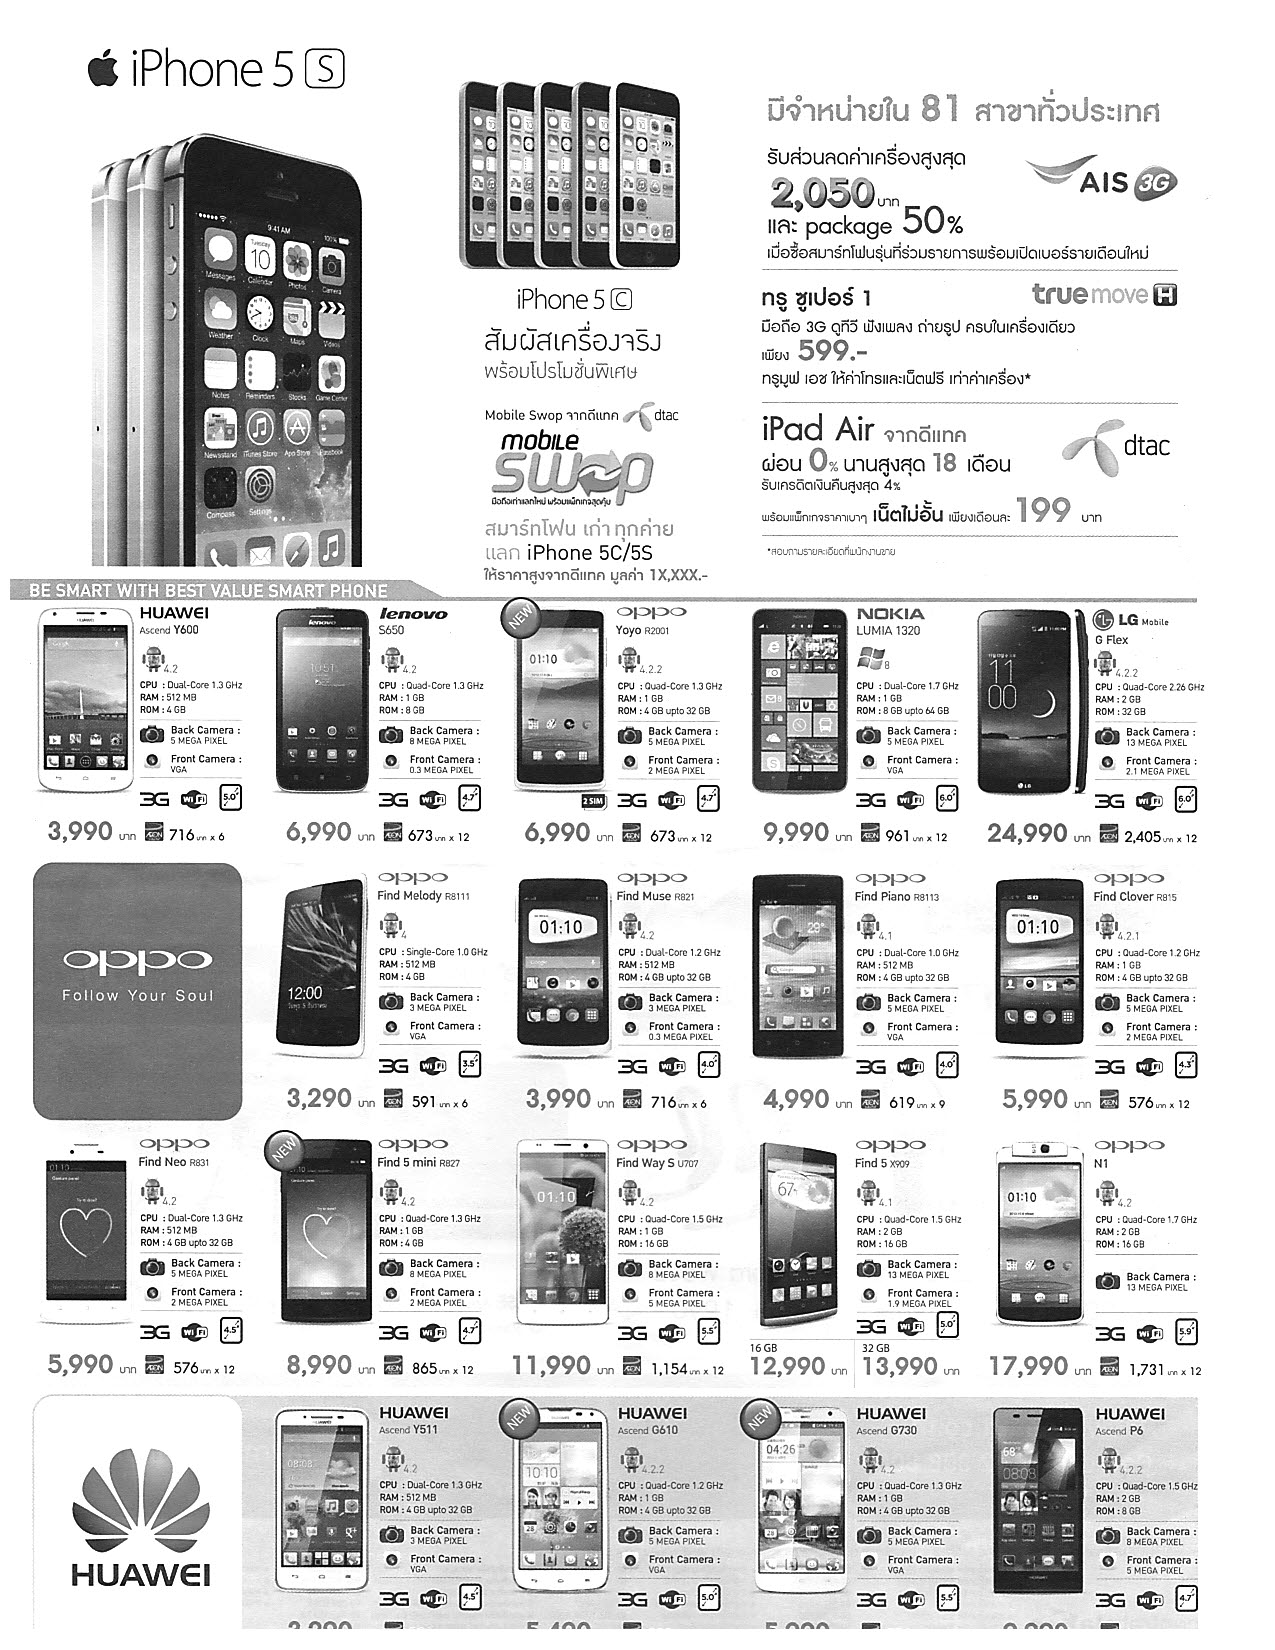 iPhone 5 S
มีจำหน่ายใน 81 สาขาทั่วประเทศ
รับส่วนลดค่าเครื่องสูงสุด
2,050 บาท
และ package 50%
เมื่อซื้อสมาร์ทโฟนรุ่นที่ร่วมรายการพร้อมเปิดเบอร์รายเดือนใหม่
AIS 3G
ทรู ซูเปอร์ 1
truemove H
มือถือ 3G ดูทีวี ฟังเพลง ถ่ายรูป ครบในเครื่องเดียว
เพียง 599.-
ทรูมูฟ เอช ให้ค่าโทรและเน็ตฟรี เท่าค่าเครื่อง*
iPad Air จากดีแทค
dtac
ผ่อน 0% นานสูงสุด 18 เดือน
รับเครดิตเงินคืนสูงสุด 4%
พร้อมแพ็กเกจราคาเบาๆ เน็ตไม่อั้น เพียงเดือนละ 199 บาท
*สอบถามรายละเอียดที่พนักงานขาย
iPhone 5 C
สัมผัสเครื่องจริง
พร้อมโปรโมชั่นพิเศษ
Mobile Swop จากดีแทค dtac
mobile
swop
มือถือเก่าแลกใหม่ พร้อมแพ็กเกจสุดคุ้ม
สมาร์ทโฟน เก่า ทุกค่าย
แลก iPhone 5C/5S
ให้ราคาสูงจากดีแทค มูลค่า 1X,XXX.-
BE SMART WITH BEST VALUE SMART PHONE
HUAWEI
Ascend Y600
4.2
CPU : Dual-Core 1.3 GHz
RAM : 512 MB
ROM : 4 GB
Back Camera :
5 MEGA PIXEL
Front Camera :
VGA
3G WiFi 5.0"
3,990 บาท AEON 716 บาท x 6
lenovo
S650
4.2
CPU : Quad-Core 1.3 GHz
RAM : 1 GB
ROM : 8 GB
Back Camera :
8 MEGA PIXEL
Front Camera :
0.3 MEGA PIXEL
3G WiFi 4.7"
6,990 บาท AEON 673 บาท x 12
NEW
oppo
Yoyo R2001
4.2.2
CPU : Quad-Core 1.3 GHz
RAM : 1 GB
ROM : 4 GB upto 32 GB
Back Camera :
5 MEGA PIXEL
Front Camera :
2 MEGA PIXEL
2 SIM 3G WiFi 4.7"
6,990 บาท AEON 673 บาท x 12
NOKIA
LUMIA 1320
8
CPU : Dual-Core 1.7 GHz
RAM : 1 GB
ROM : 8 GB upto 64 GB
Back Camera :
5 MEGA PIXEL
Front Camera :
VGA
3G WiFi 6.0"
9,990 บาท AEON 961 บาท x 12
LG Mobile
G Flex
4.2.2
CPU : Quad-Core 2.26 GHz
RAM : 2 GB
ROM : 32 GB
Back Camera :
13 MEGA PIXEL
Front Camera :
2.1 MEGA PIXEL
3G WiFi 6.0"
24,990 บาท AEON 2,405 บาท x 12
oppo
Follow Your Soul
oppo
Find Melody R8111
4
CPU : Single-Core 1.0 GHz
RAM : 512 MB
ROM : 4 GB
Back Camera :
3 MEGA PIXEL
Front Camera :
VGA
3G WiFi 3.5"
3,290 บาท AEON 591 บาท x 6
oppo
Find Muse R821
4.2
CPU : Dual-Core 1.2 GHz
RAM : 512 MB
ROM : 4 GB upto 32 GB
Back Camera :
3 MEGA PIXEL
Front Camera :
0.3 MEGA PIXEL
3G WiFi 4.0"
3,990 บาท AEON 716 บาท x 6
oppo
Find Piano R8113
4.1
CPU : Dual-Core 1.0 GHz
RAM : 512 MB
ROM : 4 GB upto 32 GB
Back Camera :
5 MEGA PIXEL
Front Camera :
VGA
3G WiFi 4.0"
4,990 บาท AEON 619 บาท x 9
oppo
Find Clover R815
4.2.1
CPU : Quad-Core 1.2 GHz
RAM : 1 GB
ROM : 4 GB upto 32 GB
Back Camera :
5 MEGA PIXEL
Front Camera :
2 MEGA PIXEL
3G WiFi 4.3"
5,990 บาท AEON 576 บาท x 12
oppo
Find Neo R831
4.2
CPU : Dual-Core 1.3 GHz
RAM : 512 MB
ROM : 4 GB upto 32 GB
Back Camera :
5 MEGA PIXEL
Front Camera :
2 MEGA PIXEL
3G WiFi 4.5"
5,990 บาท AEON 576 บาท x 12
NEW
oppo
Find 5 mini R827
4.2
CPU : Quad-Core 1.3 GHz
RAM : 1 GB
ROM : 4 GB
Back Camera :
8 MEGA PIXEL
Front Camera :
2 MEGA PIXEL
3G WiFi 4.7"
8,990 บาท AEON 865 บาท x 12
oppo
Find Way S U707
4.2
CPU : Quad-Core 1.5 GHz
RAM : 1 GB
ROM : 16 GB
Back Camera :
8 MEGA PIXEL
Front Camera :
5 MEGA PIXEL
3G WiFi 5.5"
11,990 บาท AEON 1,154 บาท x 12
oppo
Find 5 X909
4.1
CPU : Quad-Core 1.5 GHz
RAM : 2 GB
ROM : 16 GB
Back Camera :
13 MEGA PIXEL
Front Camera :
1.9 MEGA PIXEL
3G WiFi 5.0"
16 GB 32 GB
12,990 บาท 13,990 บาท
oppo
N1
4.2
CPU : Quad-Core 1.7 GHz
RAM : 2 GB
ROM : 16 GB
Back Camera :
13 MEGA PIXEL
3G WiFi 5.9"
17,990 บาท AEON 1,731 บาท x 12
HUAWEI
HUAWEI
Ascend Y511
4.2
CPU : Dual-Core 1.3 GHz
RAM : 512 MB
ROM : 4 GB upto 32 GB
Back Camera :
3 MEGA PIXEL
Front Camera :
VGA
3G WiFi 4.5"
NEW
HUAWEI
Ascend G610
4.2.2
CPU : Quad-Core 1.2 GHz
RAM : 1 GB
ROM : 4 GB upto 32 GB
Back Camera :
5 MEGA PIXEL
Front Camera :
VGA
3G WiFi 5.0"
NEW
HUAWEI
Ascend G730
4.2.2
CPU : Quad-Core 1.3 GHz
RAM : 1 GB
ROM : 4 GB upto 32 GB
Back Camera :
5 MEGA PIXEL
Front Camera :
VGA
3G WiFi 5.5"
HUAWEI
Ascend P6
4.2.2
CPU : Quad-Core 1.5 GHz
RAM : 2 GB
ROM : 8 GB
Back Camera :
8 MEGA PIXEL
Front Camera :
5 MEGA PIXEL
3G WiFi 4.7"